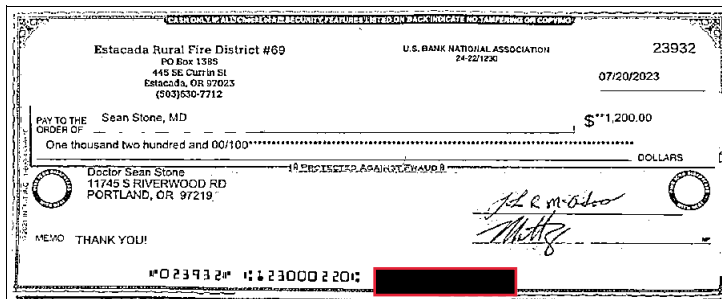 CASH ONLY IF ALL CheckLock™ SECURITY FEATURES LISTED ON BACK INDICATE NO TAMPERING OR COPYING
Estacada Rural Fire District #69
PO Box 1385
445 SE Currin St
Estacada, OR 97023
(503)630-7712
U.S. BANK NATIONAL ASSOCIATION
24-22/1230
23932
07/20/2023
PAY TO THE ORDER OF Sean Stone, MD
$**1,200.00
One thousand two hundred and 00/100
DOLLARS
PROTECTED AGAINST FRAUD
Doctor Sean Stone
11745 S RIVERWOOD RD
PORTLAND, OR 97219
MEMO THANK YOU!
MP
⑈023932⑈ ⑆123000220⑆